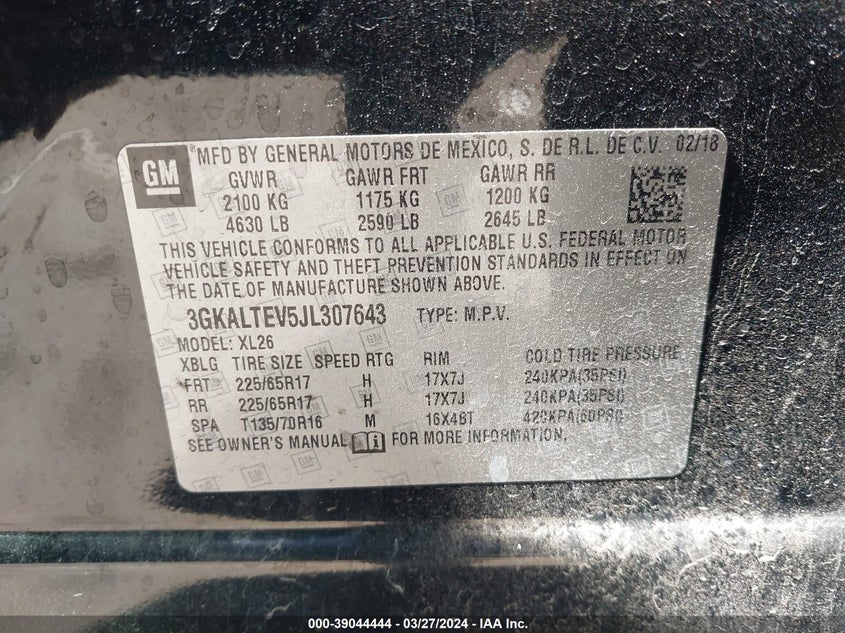 GM
*MFD BY GENERAL MOTORS DE MEXICO, S. DE R.L. DE C.V. 02/18
GVWR GAWR FRT GAWR RR
2100 KG 1175 KG 1200 KG
4630 LB 2590 LB 2645 LB
THIS VEHICLE CONFORMS TO ALL APPLICABLE U.S. FEDERAL MOTOR
VEHICLE SAFETY AND THEFT PREVENTION STANDARDS IN EFFECT ON
THE DATE OF MANUFACTURE SHOWN ABOVE.
3GKALTEV5JL307643 TYPE: M.P.V.
MODEL: XL26
XBLG TIRE SIZE SPEED RTG RIM COLD TIRE PRESSURE
FRT 225/65R17 H 17X7J 240KPA(35PSI)
RR 225/65R17 H 17X7J 240KPA(35PSI)
SPA T135/70R16 M 16X4BT 420KPA(60PSI)
SEE OWNER'S MANUAL FOR MORE INFORMATION.
000-39044444 — 03/27/2024 — IAA Inc.